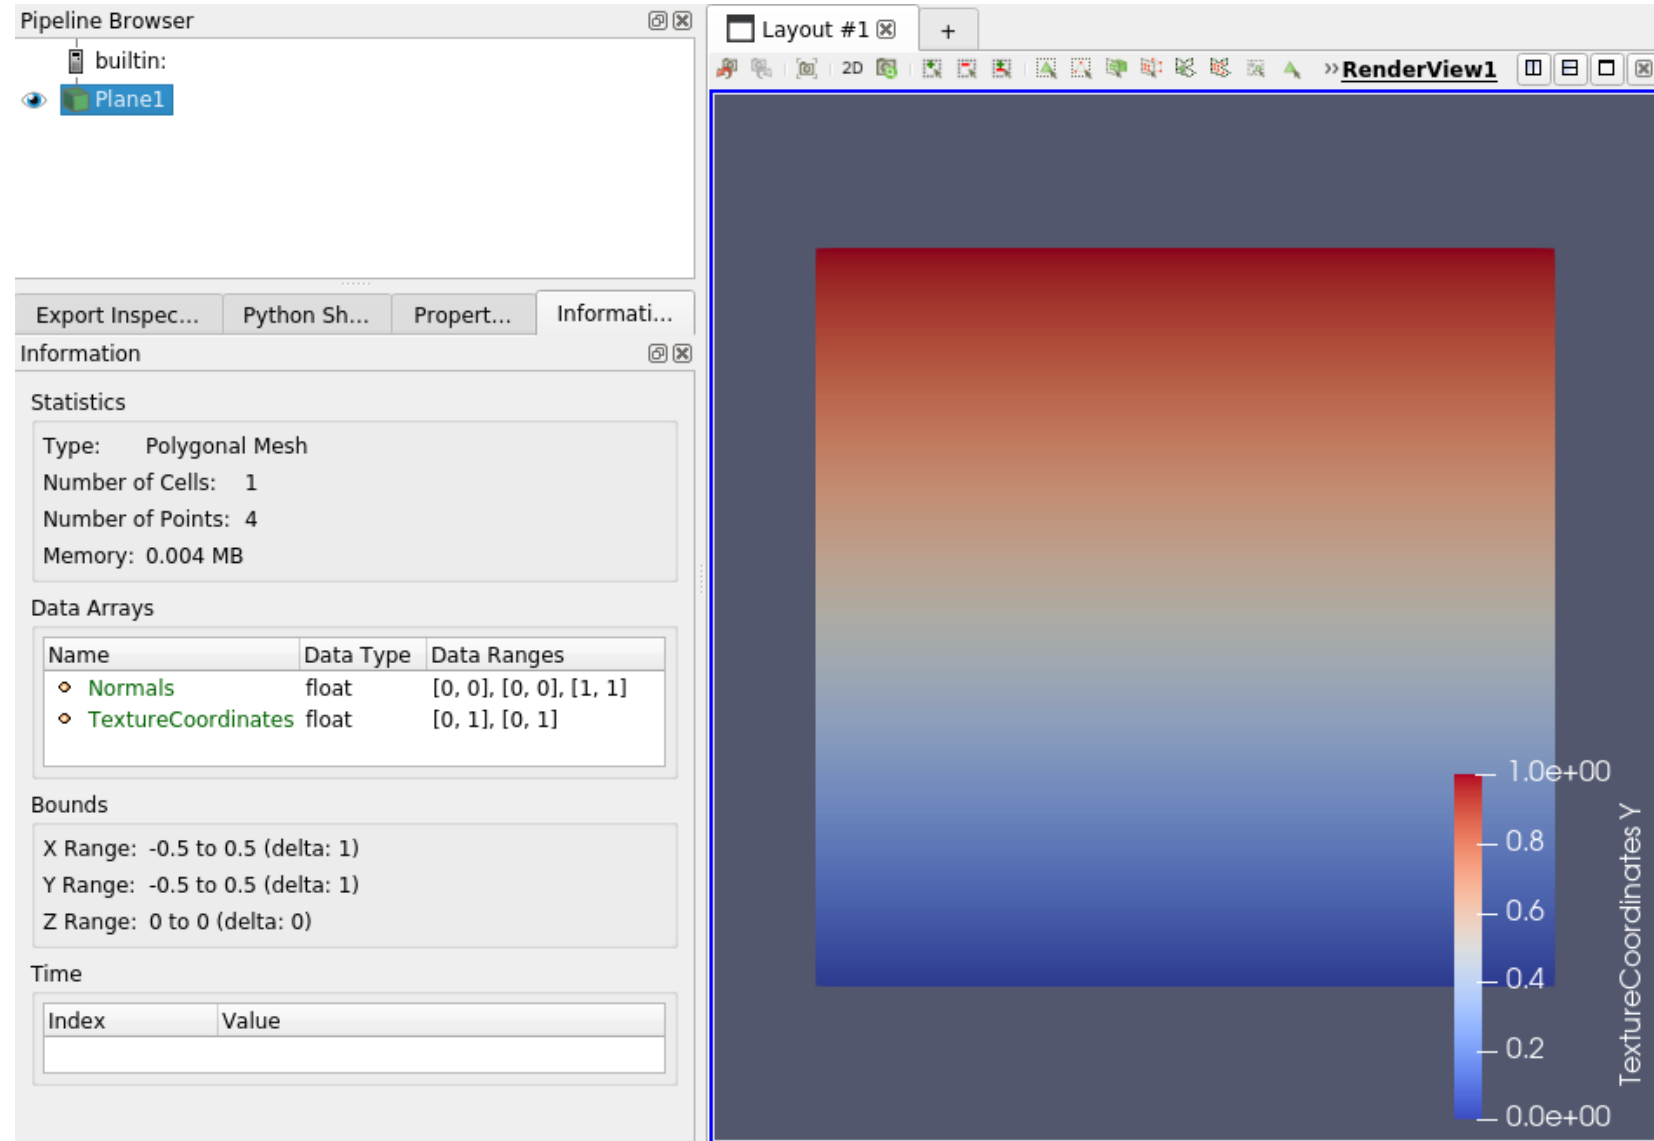 Pipeline Browser
builtin:
Plane1
Export Inspec...
Python Sh...
Propert...
Informati...
Information
Statistics
Type: Polygonal Mesh
Number of Cells: 1
Number of Points: 4
Memory: 0.004 MB
Data Arrays
Name Data Type Data Ranges
Normals float [0, 0], [0, 0], [1, 1]
TextureCoordinates float [0, 1], [0, 1]
Bounds
X Range: -0.5 to 0.5 (delta: 1)
Y Range: -0.5 to 0.5 (delta: 1)
Z Range: 0 to 0 (delta: 0)
Time
Index Value
Layout #1
+
2D
»RenderView1
1.0e+00
0.8
0.6
0.4
0.2
0.0e+00
TextureCoordinates Y